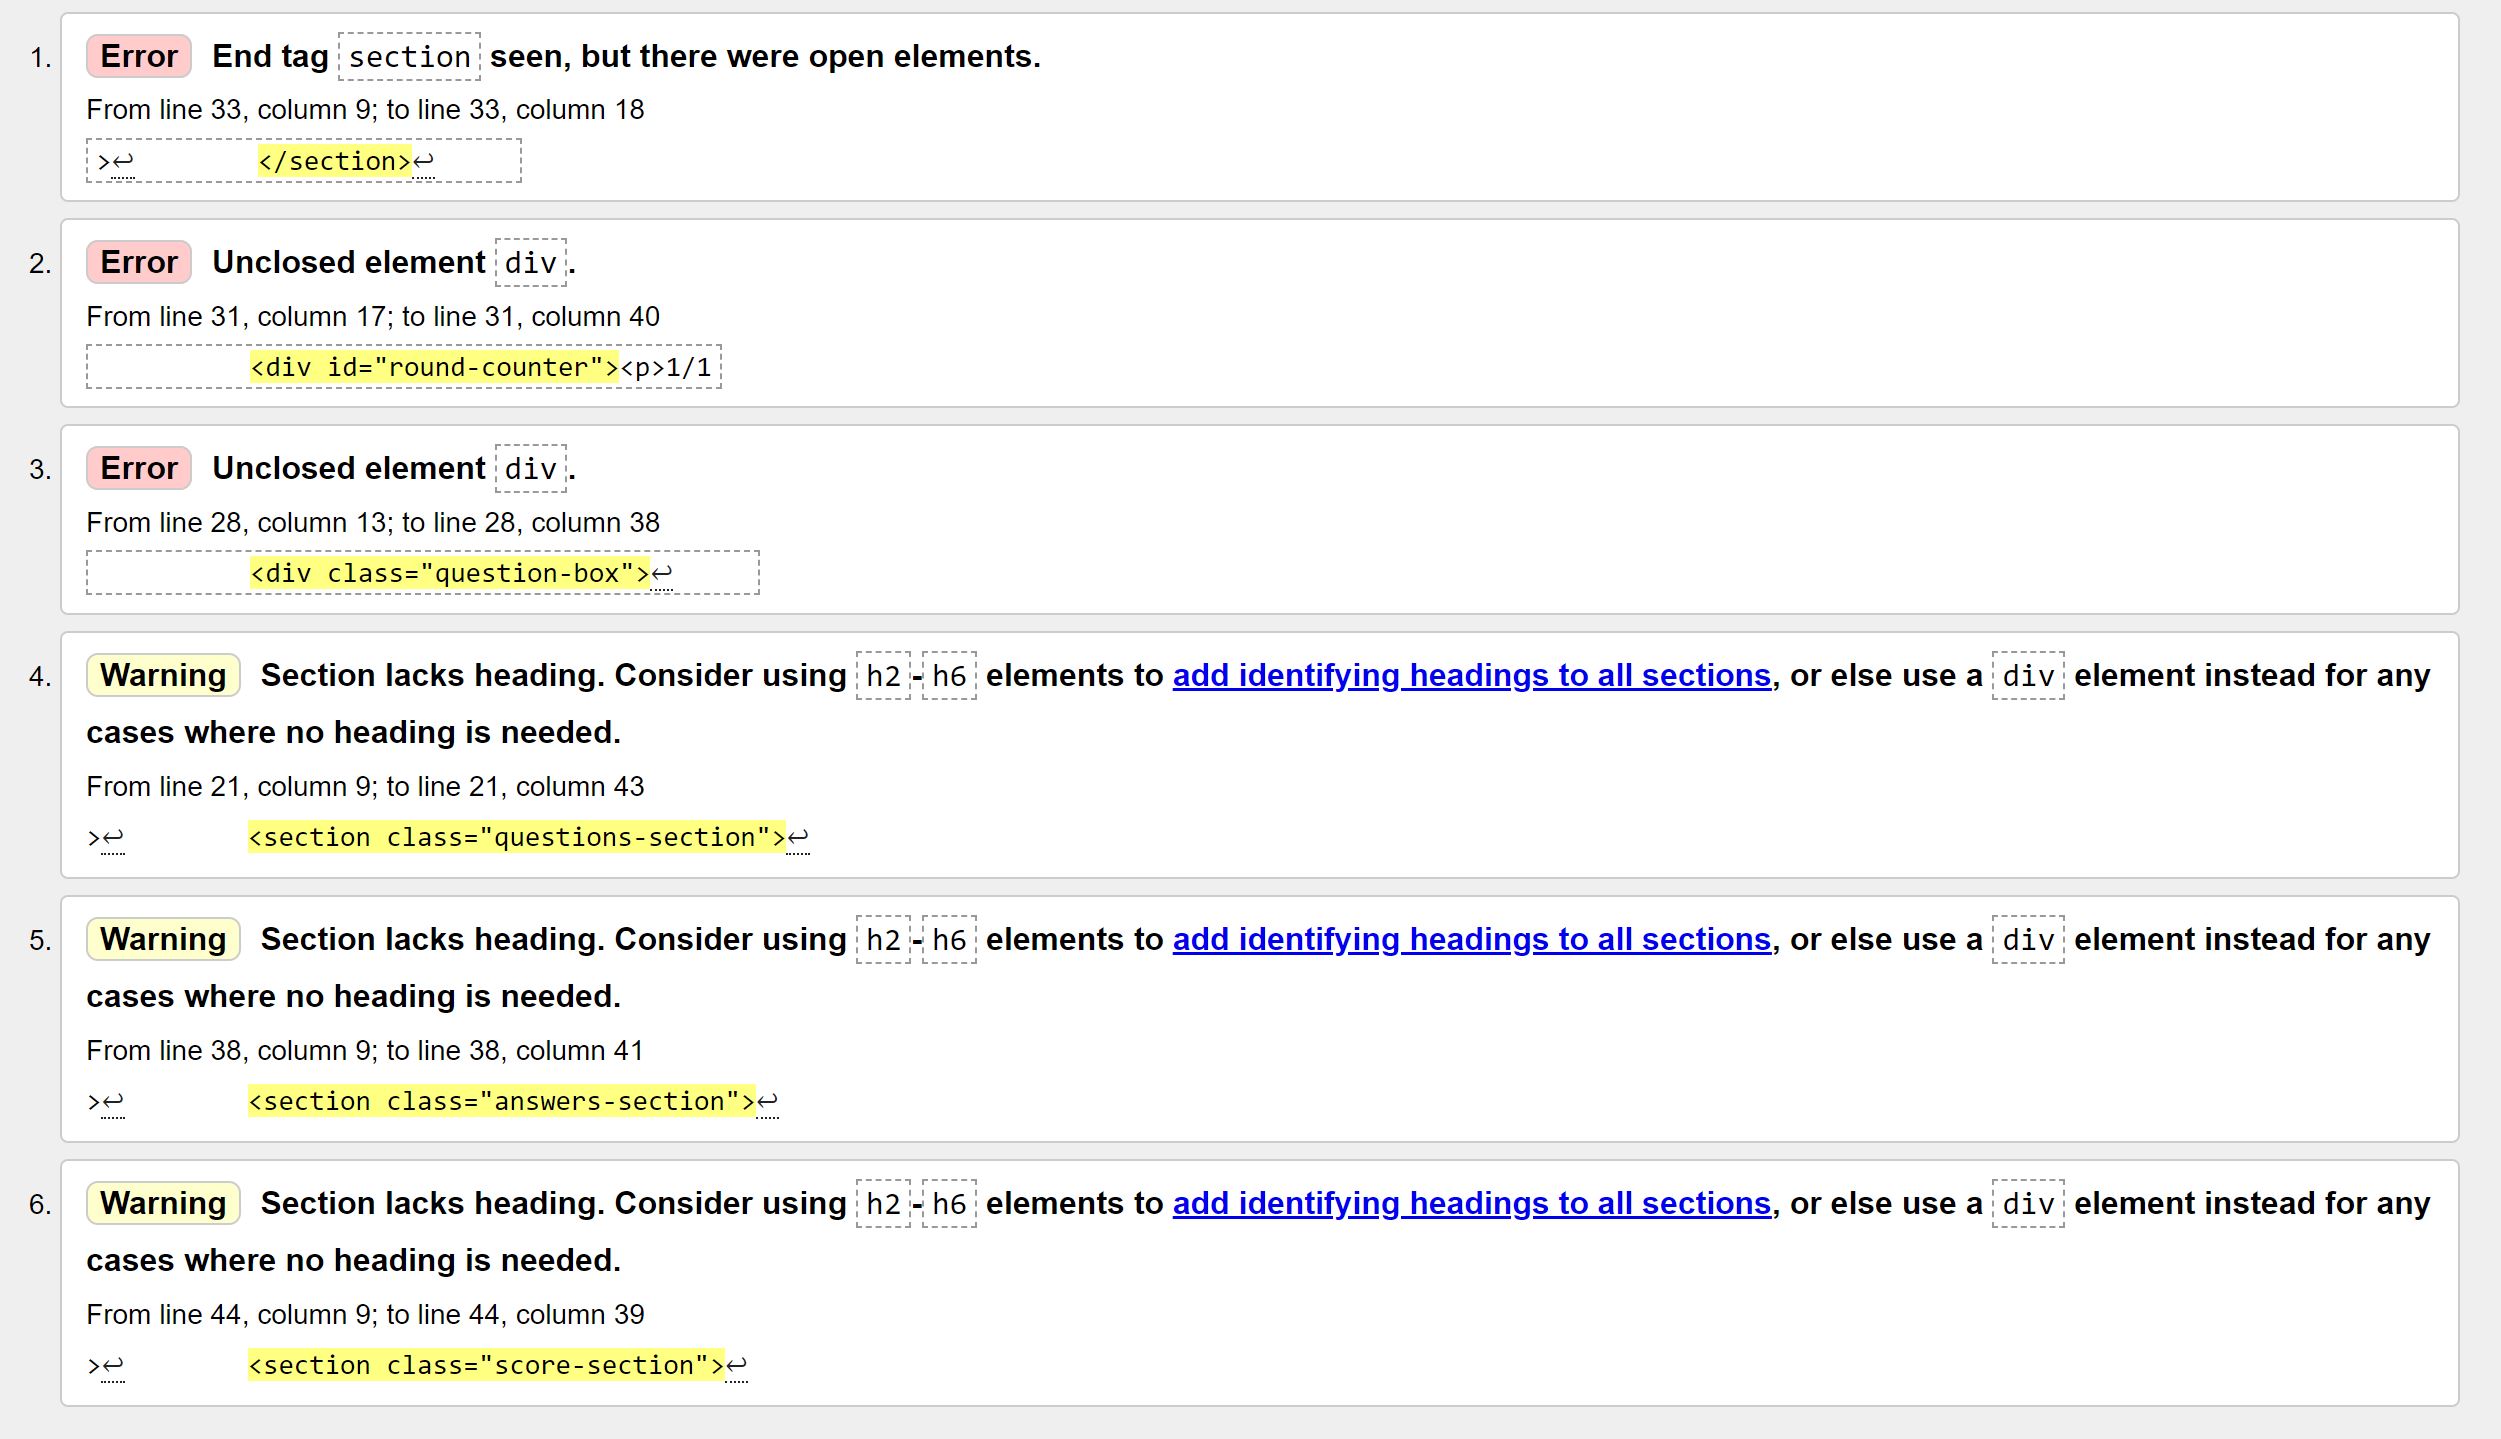 1. Error End tag section seen, but there were open elements.
From line 33, column 9; to line 33, column 18
>↩ </section>↩
2. Error Unclosed element div.
From line 31, column 17; to line 31, column 40
<div id="round-counter"><p>1/1
3. Error Unclosed element div.
From line 28, column 13; to line 28, column 38
<div class="question-box">↩
4. Warning Section lacks heading. Consider using h2-h6 elements to add identifying headings to all sections, or else use a div element instead for any
cases where no heading is needed.
From line 21, column 9; to line 21, column 43
>↩ <section class="questions-section">↩
5. Warning Section lacks heading. Consider using h2-h6 elements to add identifying headings to all sections, or else use a div element instead for any
cases where no heading is needed.
From line 38, column 9; to line 38, column 41
>↩ <section class="answers-section">↩
6. Warning Section lacks heading. Consider using h2-h6 elements to add identifying headings to all sections, or else use a div element instead for any
cases where no heading is needed.
From line 44, column 9; to line 44, column 39
>↩ <section class="score-section">↩